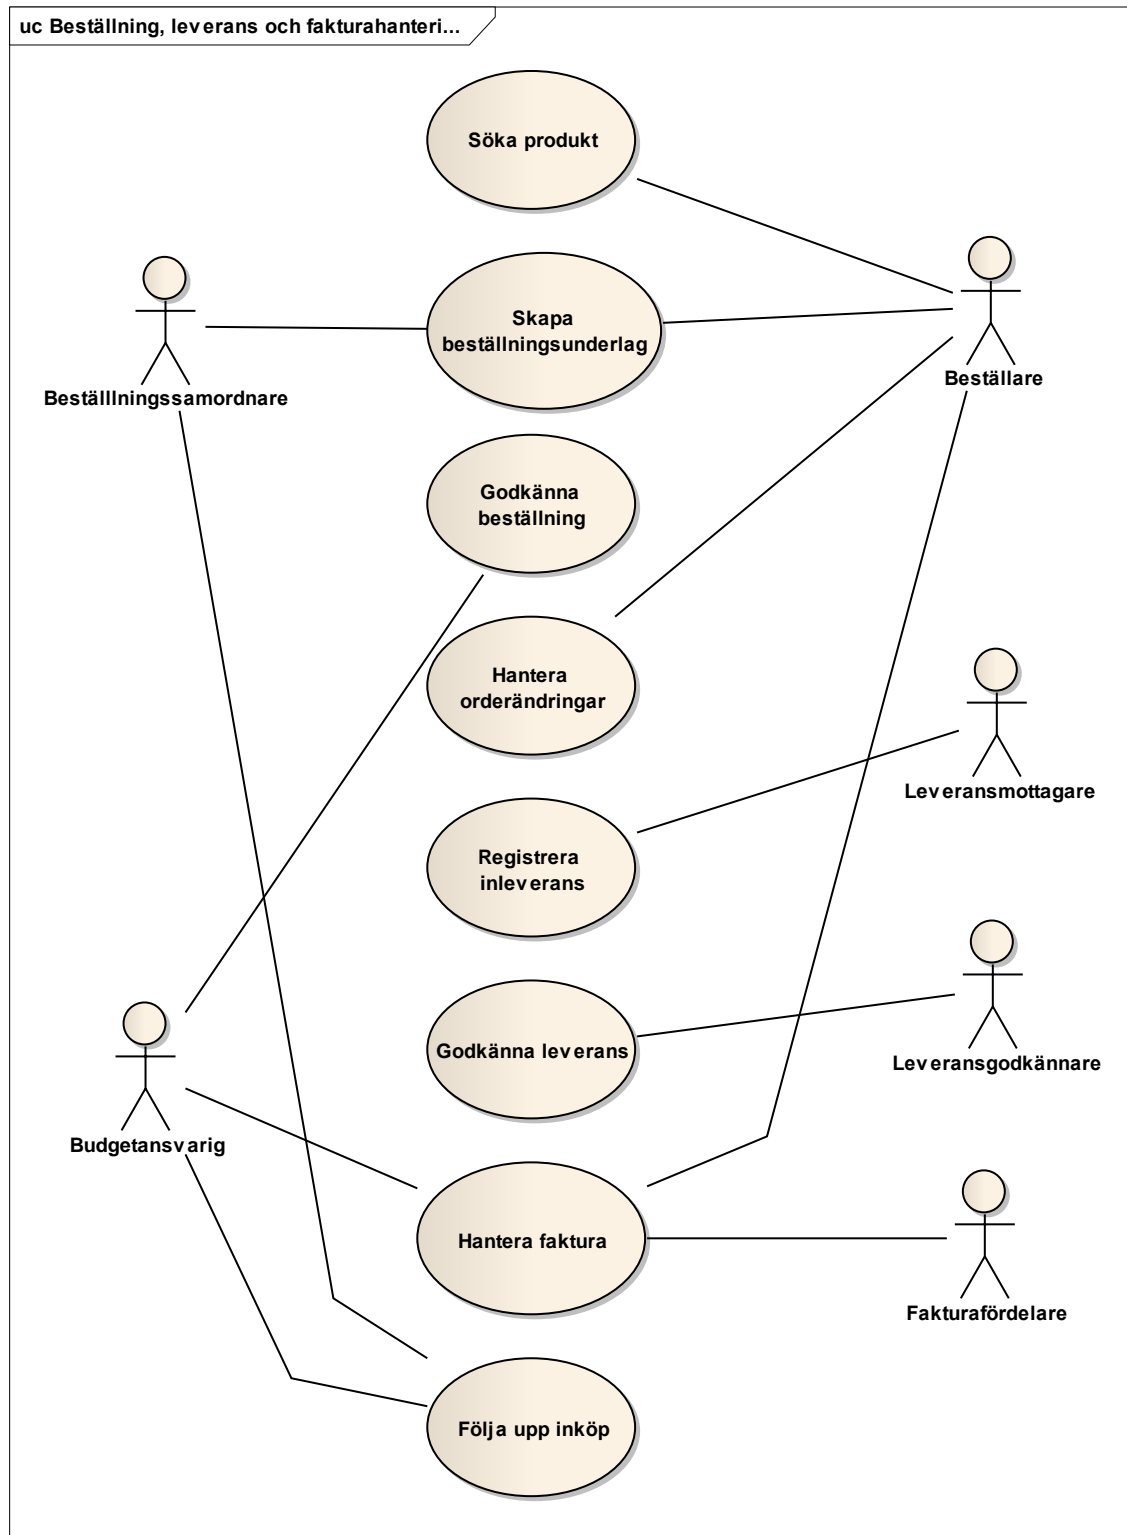 uc Beställning, leverans och fakturahanteri...
Söka produkt
Skapa
beställningsunderlag
Beställlningssamordnare
Beställare
Godkänna
beställning
Hantera
orderändringar
Leveransmottagare
Registrera
inleverans
Godkänna leverans
Leveransgodkännare
Budgetansvarig
Hantera faktura
Fakturafördelare
Följa upp inköp